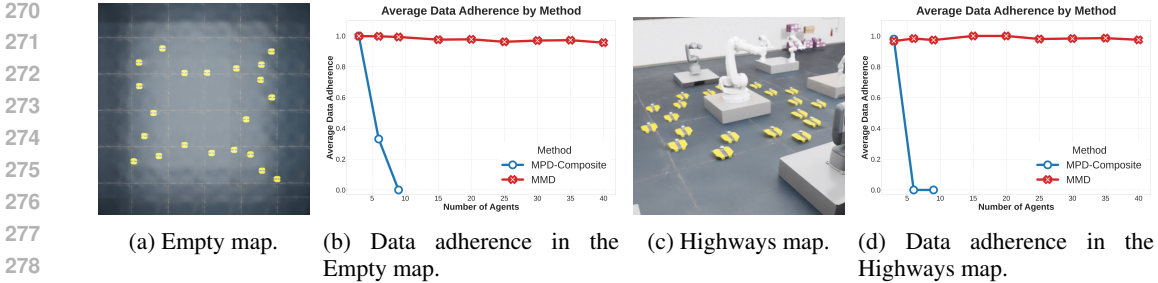 270
271
272
273
274
275
276
277
278
Average Data Adherence by Method
Average Data Adherence
1.0
0.8
0.6
0.4
0.2
0.0
Method
MPD-Composite
MMD
5 10 15 20 25 30 35 40
Number of Agents
Average Data Adherence by Method
Average Data Adherence
1.0
0.8
0.6
0.4
0.2
0.0
Method
MPD-Composite
MMD
5 10 15 20 25 30 35 40
Number of Agents
(a) Empty map.
(b) Data adherence in the
Empty map.
(c) Highways map.
(d) Data adherence in the
Highways map.